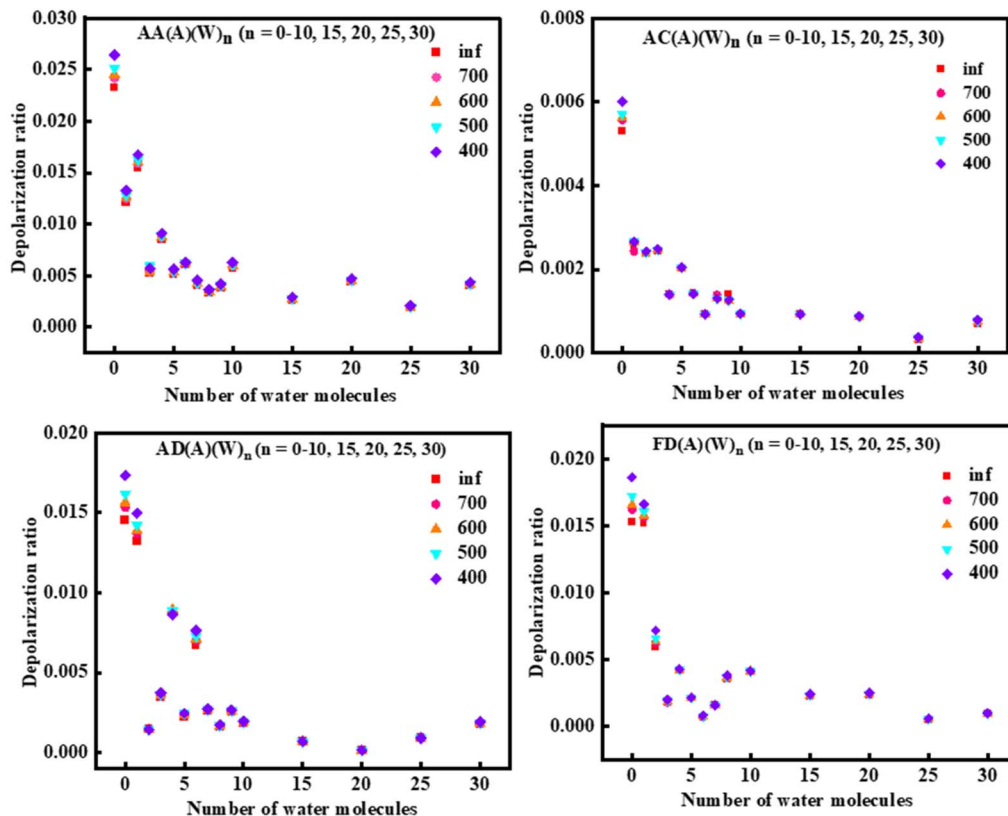 AA(A)(W)n (n = 0-10, 15, 20, 25, 30)
inf
700
600
500
400
0.030
0.025
0.020
0.015
0.010
0.005
0.000
Depolarization ratio
0 5 10 15 20 25 30
Number of water molecules
AC(A)(W)n (n = 0-10, 15, 20, 25, 30)
inf
700
600
500
400
0.008
0.006
0.004
0.002
0.000
Depolarization ratio
0 5 10 15 20 25 30
Number of water molecules
AD(A)(W)n (n = 0-10, 15, 20, 25, 30)
inf
700
600
500
400
0.020
0.015
0.010
0.005
0.000
Depolarization ratio
0 5 10 15 20 25 30
Number of water molecules
FD(A)(W)n (n = 0-10, 15, 20, 25, 30)
inf
700
600
500
400
0.020
0.015
0.010
0.005
0.000
Depolarization ratio
0 5 10 15 20 25 30
Number of water molecules